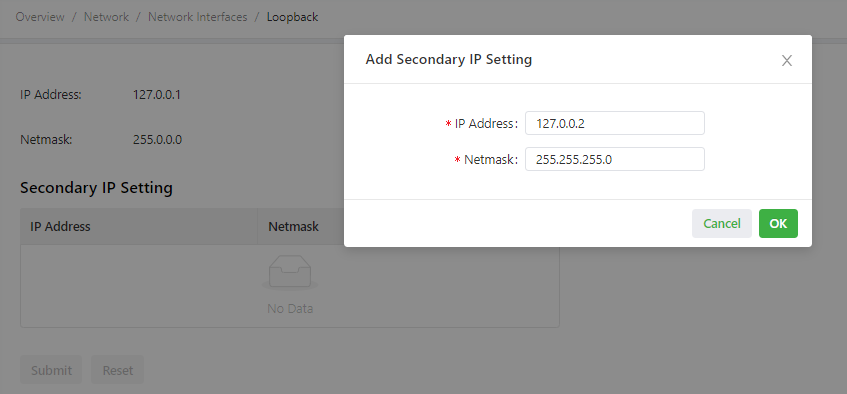 Overview / Network / Network Interfaces / Loopback
Add Secondary IP Setting
IP Address: 127.0.0.1
Netmask: 255.0.0.0
* IP Address: 127.0.0.2
* Netmask: 255.255.255.0
Cancel OK
Secondary IP Setting
IP Address Netmask
No Data
Submit Reset